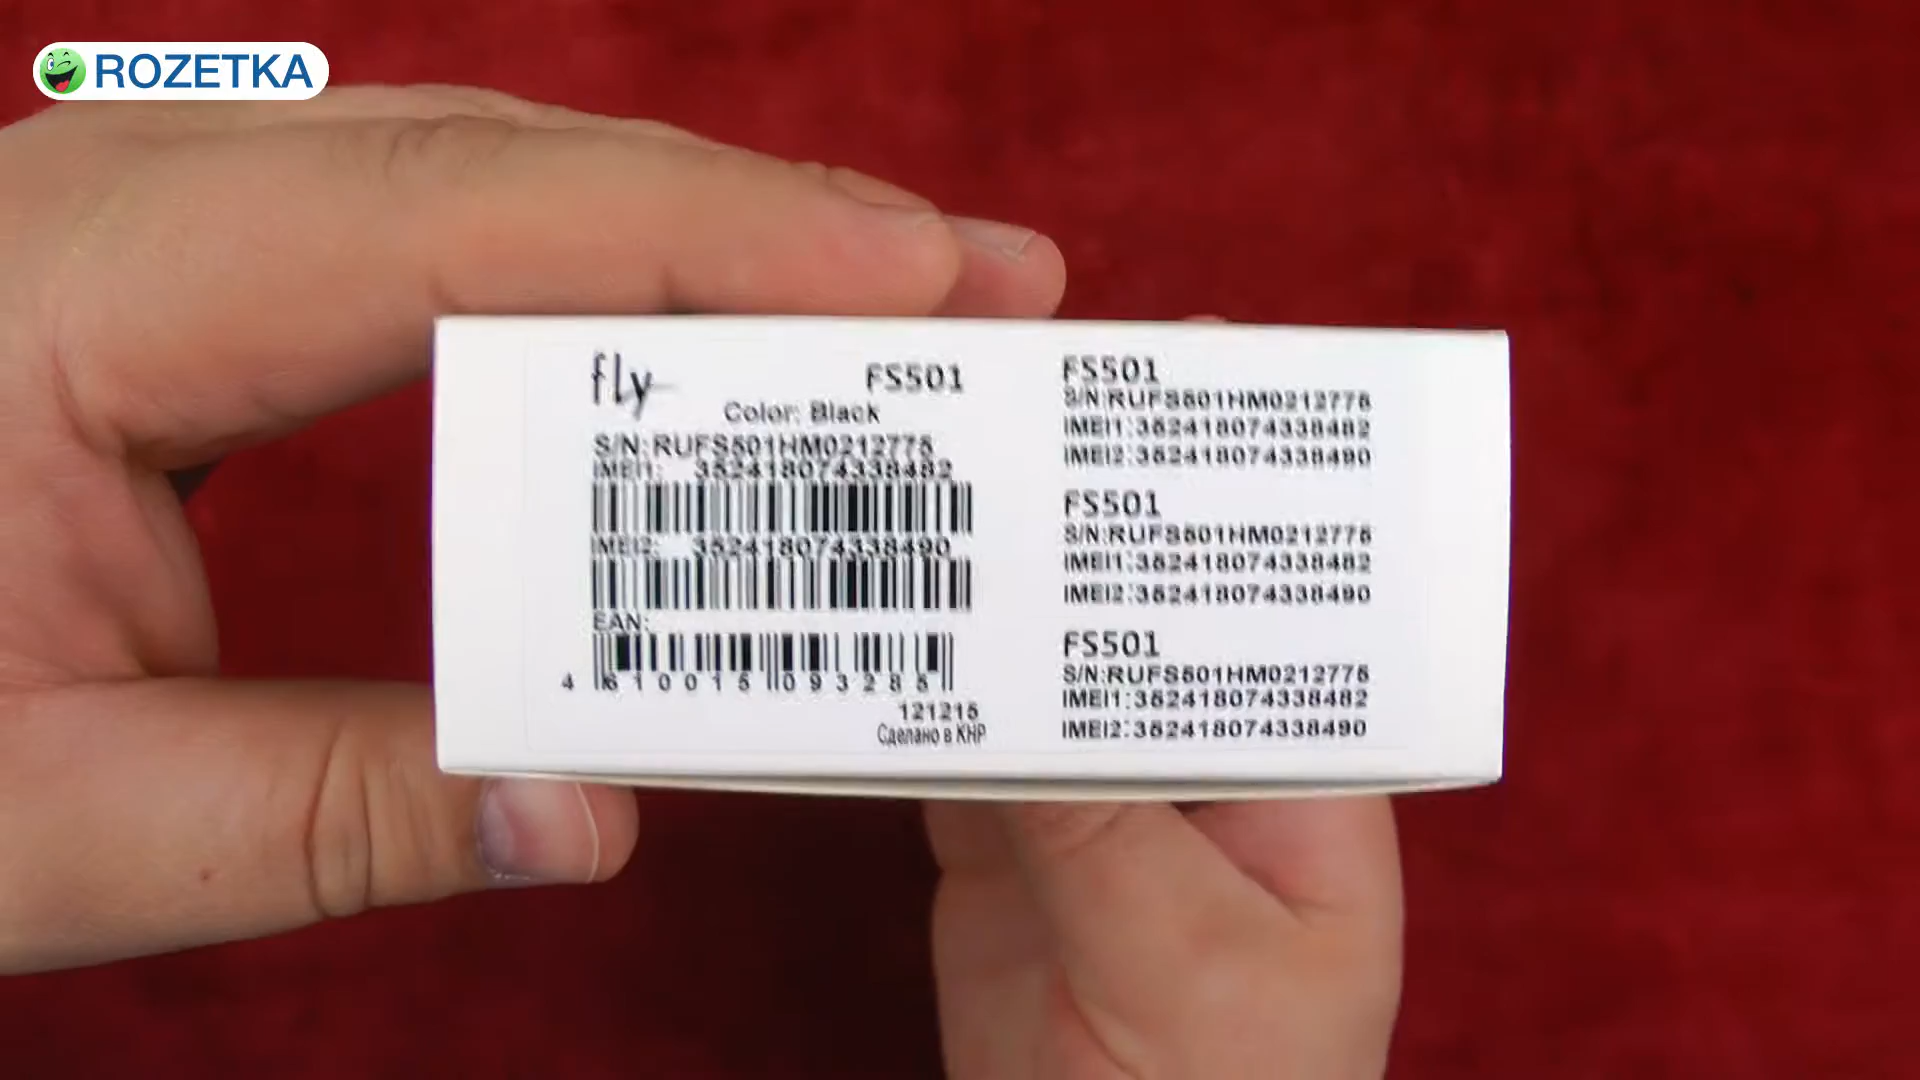 ROZETKA
fly FS501
Color: Black
S/N: RUFS501HM0212775
IMEI1: 352418074338482
IMEI2: 352418074338490
EAN:
4 610015 093285
121215
Сделано в КНР
FS501
S/N:RUFS501HM0212775
IMEI1:352418074338482
IMEI2:352418074338490
FS501
S/N:RUFS501HM0212775
IMEI1:352418074338482
IMEI2:352418074338490
FS501
S/N:RUFS501HM0212775
IMEI1:352418074338482
IMEI2:352418074338490